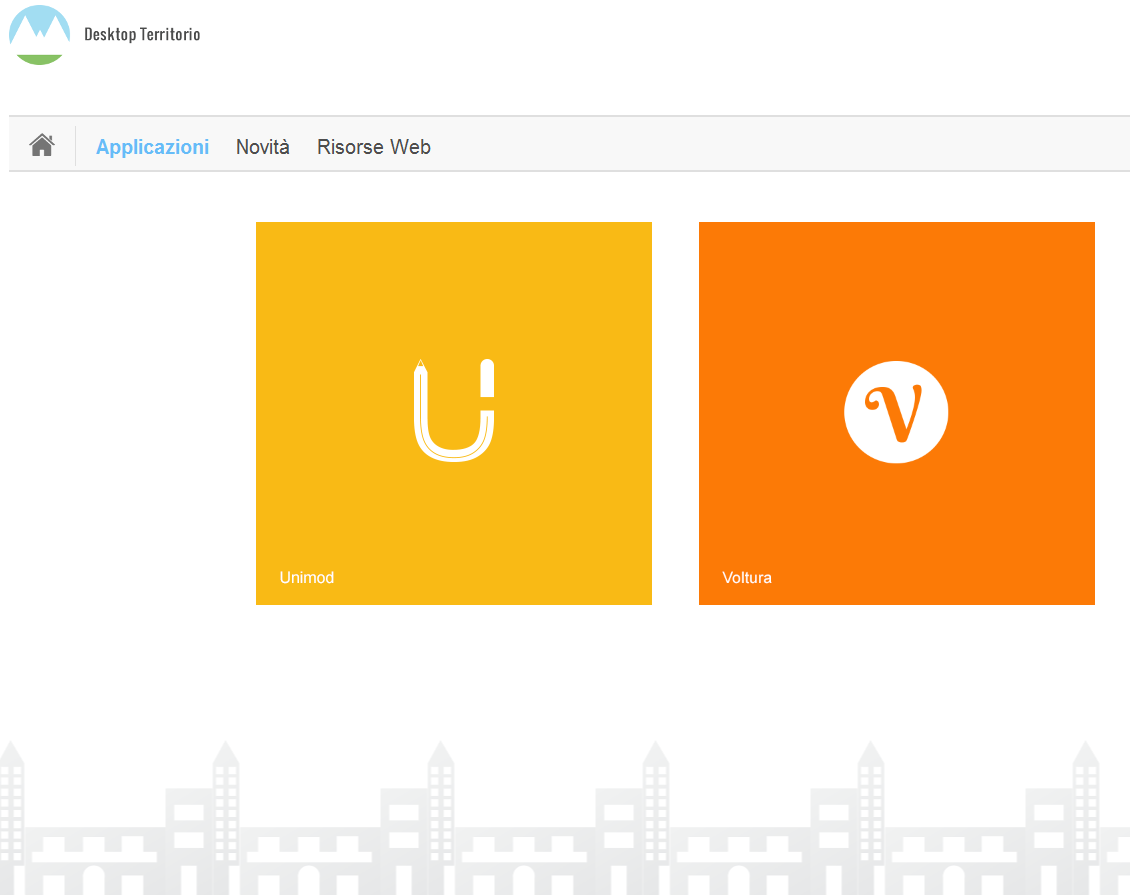 Desktop Territorio
Applicazioni Novità Risorse Web
Unimod
Voltura